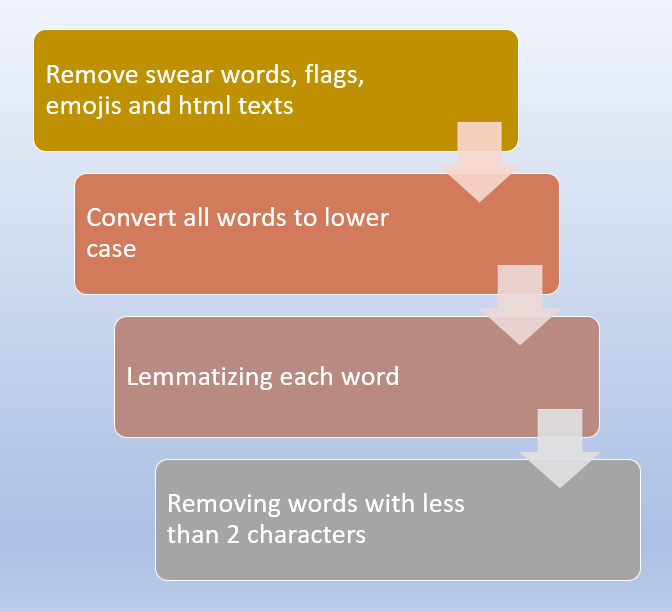 Remove swear words, flags,
emojis and html texts
Convert all words to lower
case
Lemmatizing each word
Removing words with less
than 2 characters